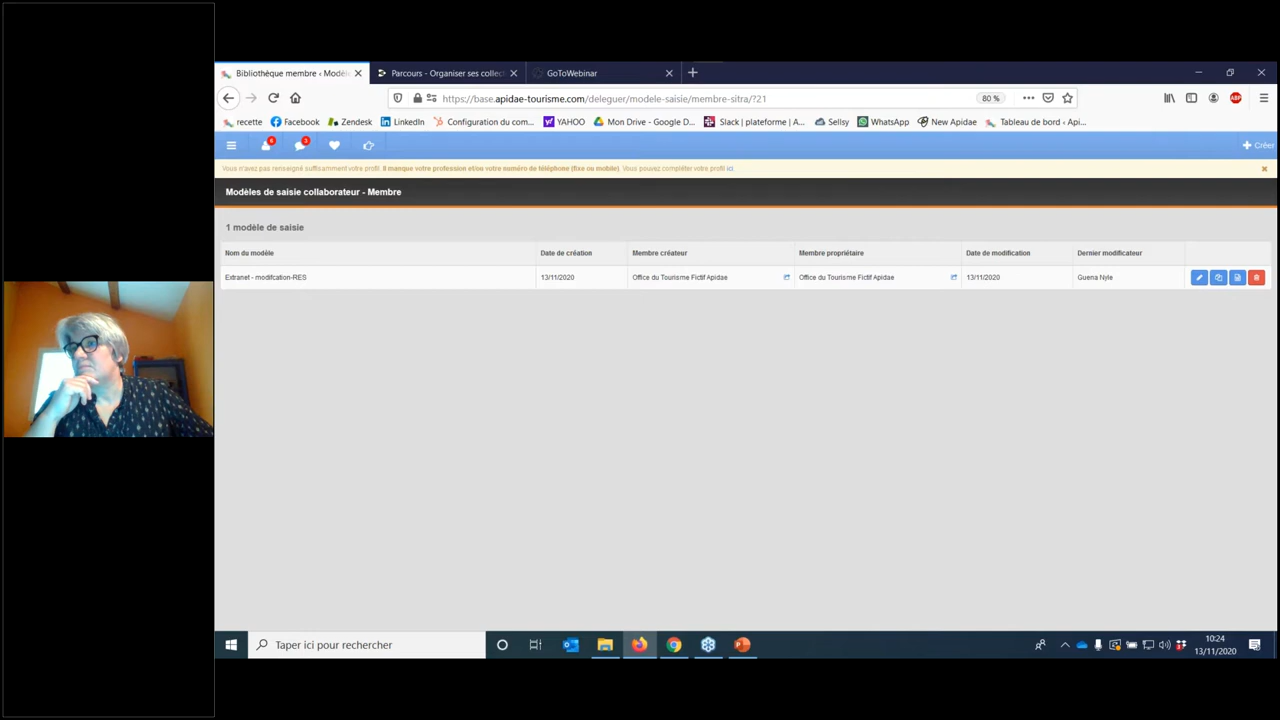 Bibliothèque membre ‹ Modèl
Parcours - Organiser ses collect
GoToWebinar
https://base.apidae-tourisme.com/deleguer/modele-saisie/membre-sitra/?21
80 %
ABP
recette
Facebook
Zendesk
LinkedIn
Configuration du com...
YAHOO
Mon Drive - Google D...
Slack | plateforme | A...
Sellsy
WhatsApp
New Apidae
Tableau de bord ‹ Api...
6
3
Créer
Vous n'avez pas renseigné suffisamment votre profil. Il manque votre profession et/ou votre numéro de téléphone (fixe ou mobile). Vous pouvez compléter votre profil ici.
Modèles de saisie collaborateur - Membre
1 modèle de saisie
Nom du modèle Date de création Membre créateur Membre propriétaire Date de modification Dernier modificateur
Extranet - modifcation-RES 13/11/2020 Office du Tourisme Fictif Apidae Office du Tourisme Fictif Apidae 13/11/2020 Guena Nyle
Taper ici pour rechercher
10:24
13/11/2020